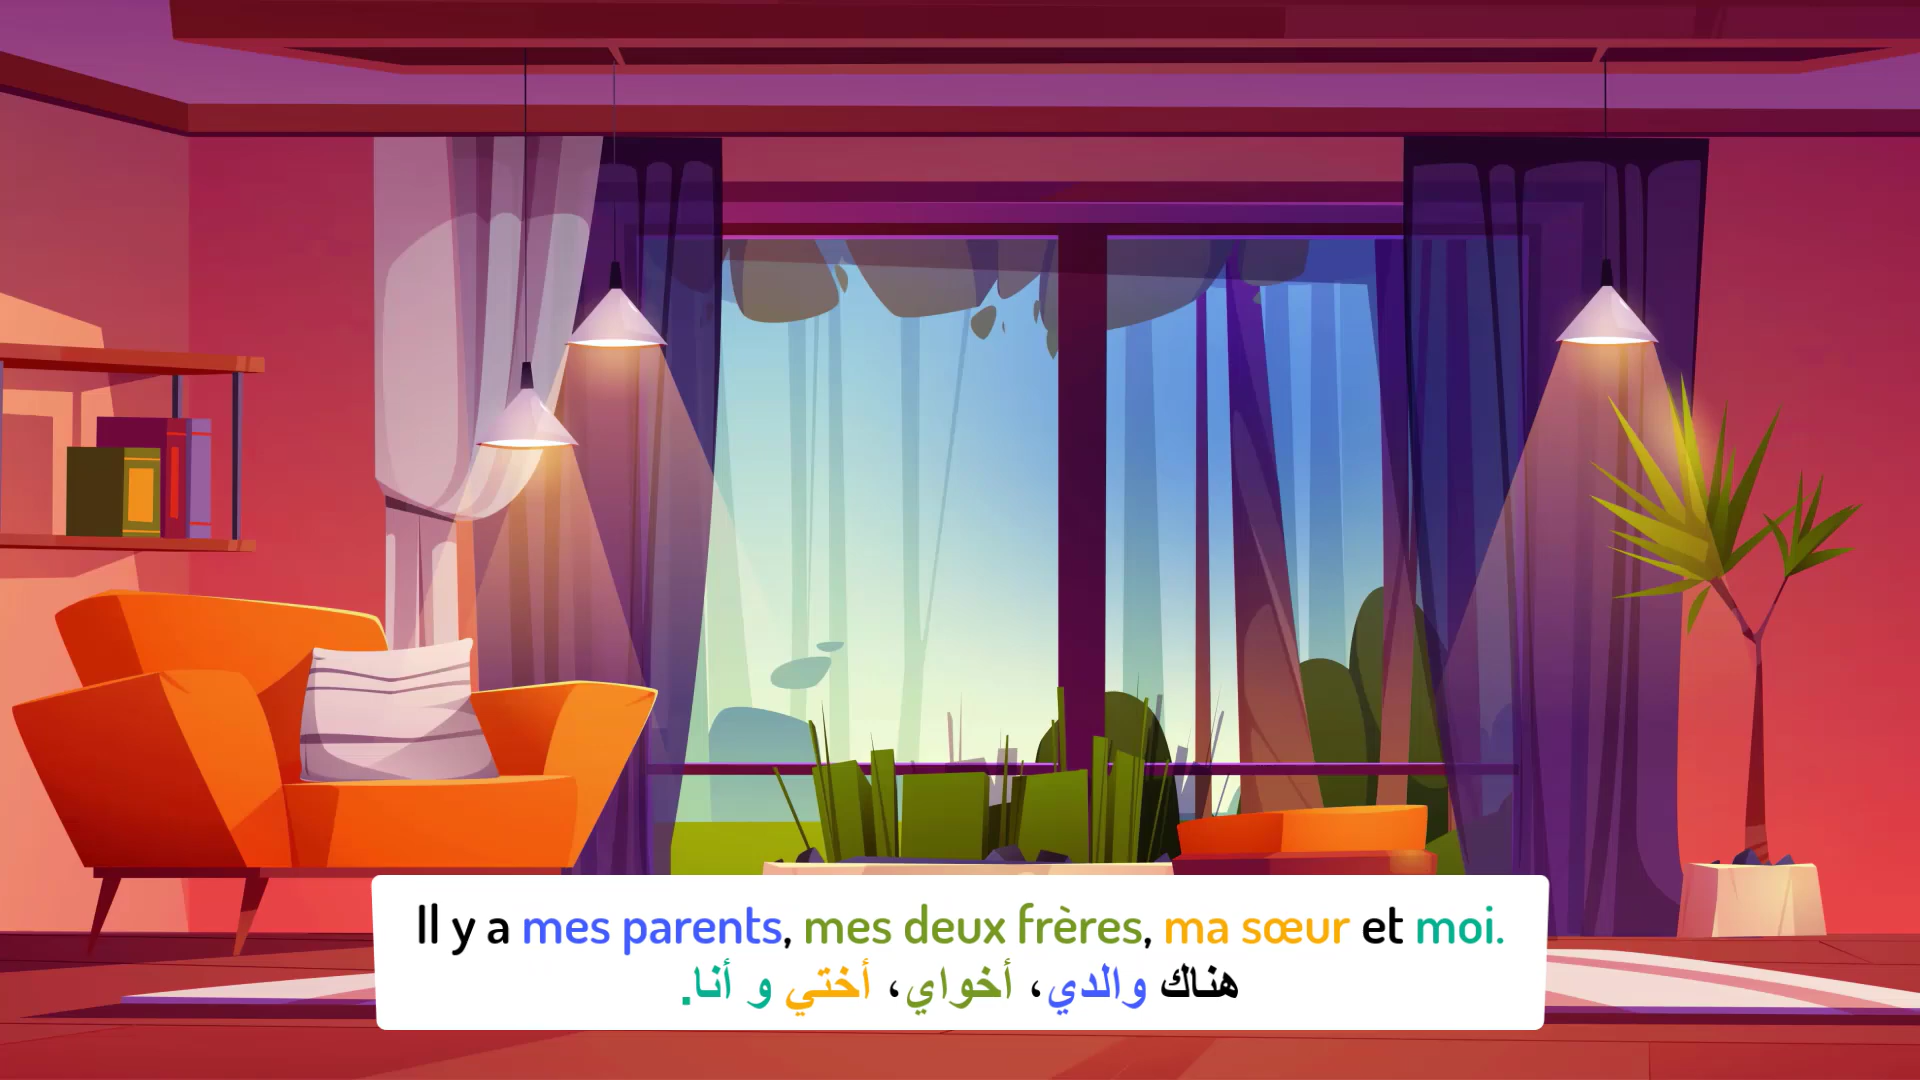 Il y a mes parents, mes deux frères, ma sœur et moi.
هناك والدي، أخواي، أختي و أنا.